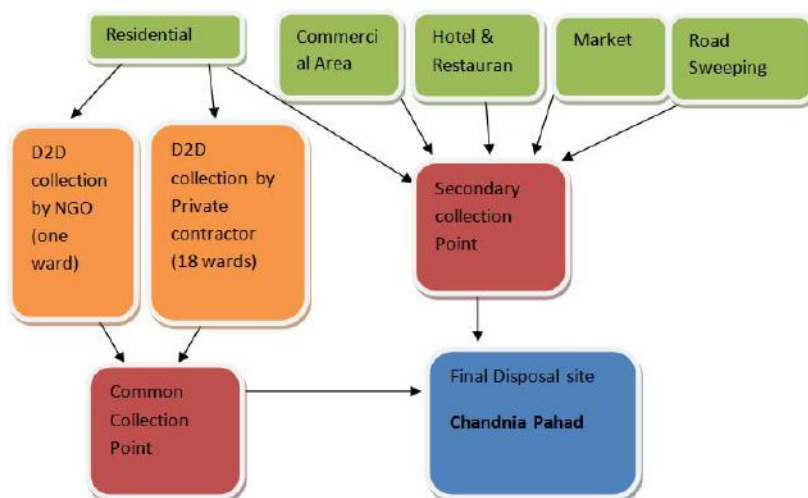 Residential
Commerci
al Area
Hotel &
Restauran
Market
Road
Sweeping
D2D
collection
by NGO
(one
ward)
D2D
collection by
Private
contractor
(18 wards)
Secondary
collection
Point
Common
Collection
Point
Final Disposal site
Chandnia Pahad